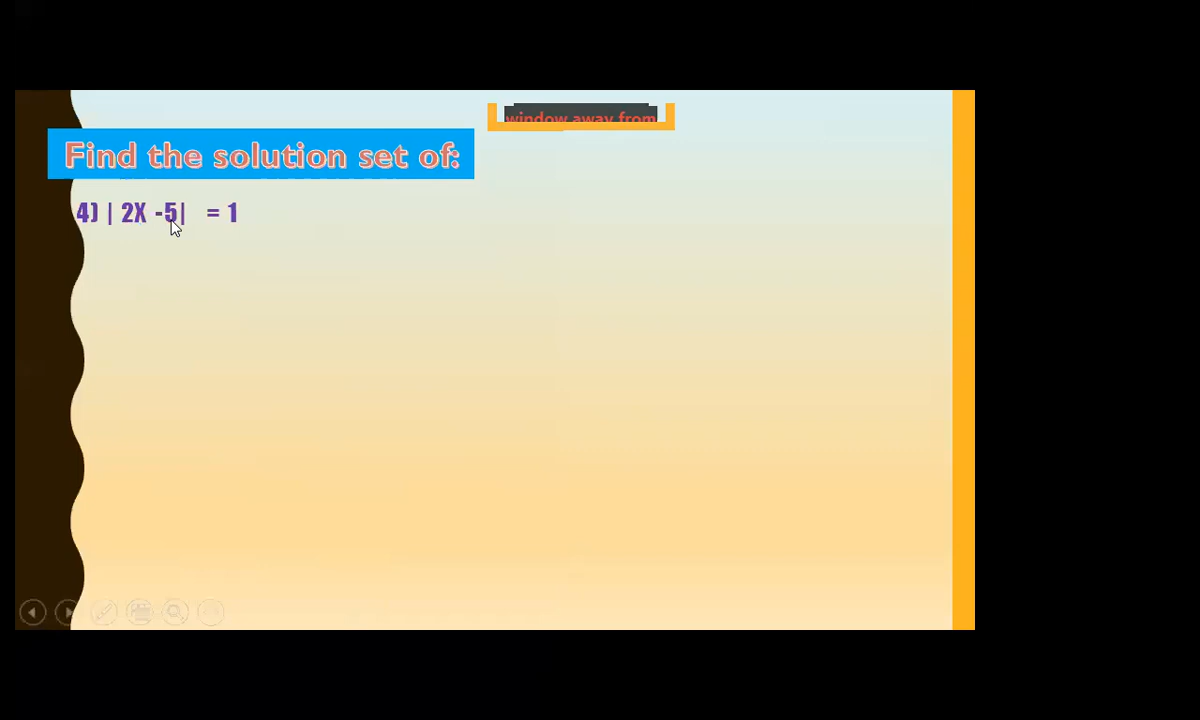 window away from
Find the solution set of:
4) | 2X -5| = 1